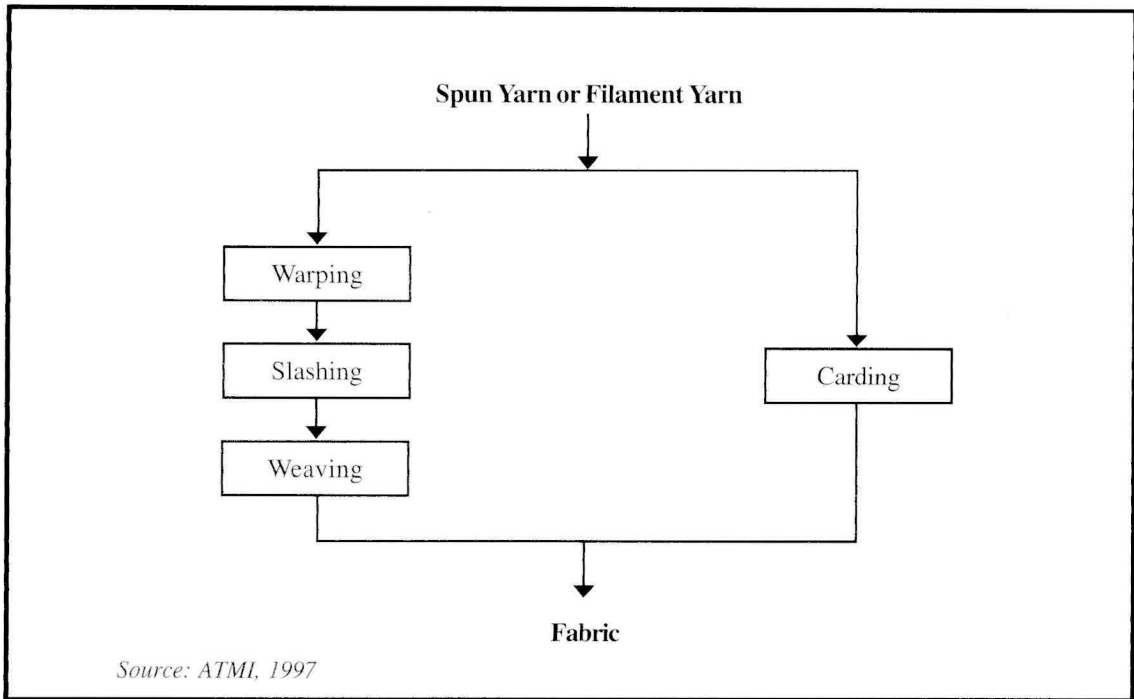 Spun Yarn or Filament Yarn
Warping
Slashing
Carding
Weaving
Fabric
Source: ATMI, 1997